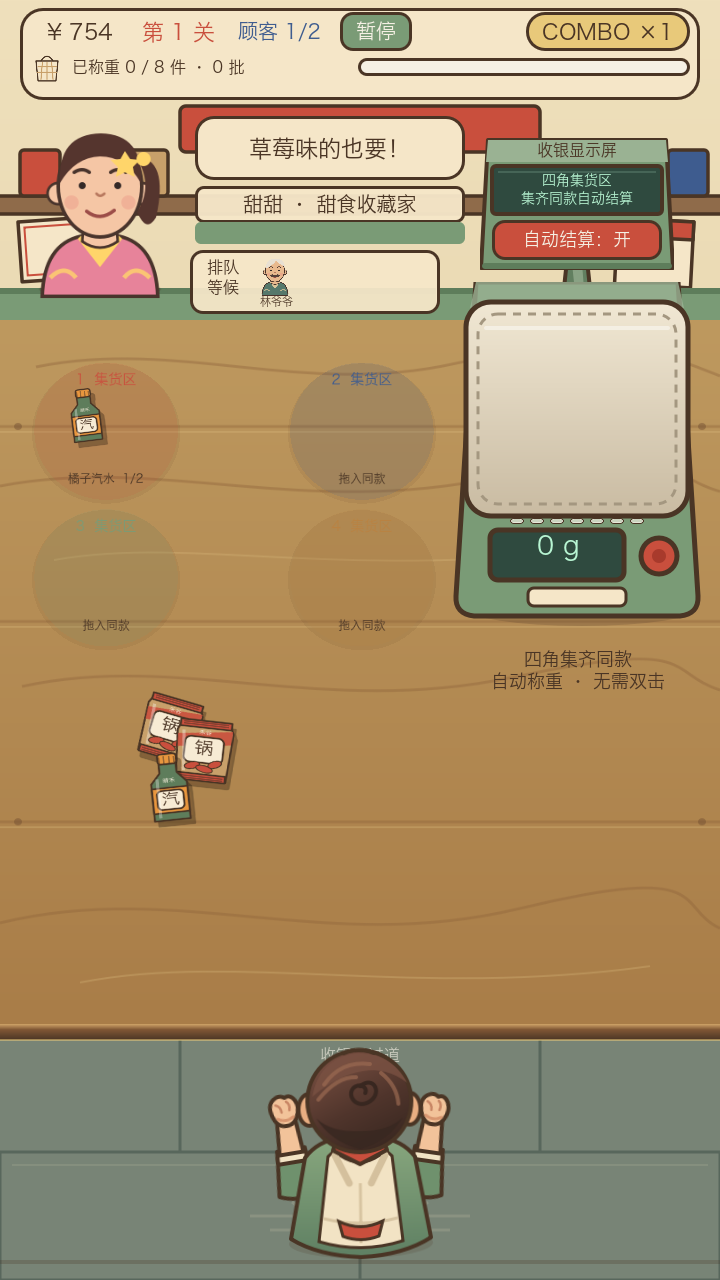 ¥ 754
第 1 关
顾客 1/2
暂停
COMBO ×1
已称重 0 / 8 件 · 0 批
草莓味的也要！
甜甜 · 甜食收藏家
排队
等候
林爷爷
收银显示屏
四角集货区
集齐同款自动结算
自动结算：开
1 集货区
汽
橘子汽水 1/2
2 集货区
拖入同款
拖入同款
拖入同款
0 g
四角集齐同款
自动称重 · 无需双击
锅
锅
汽